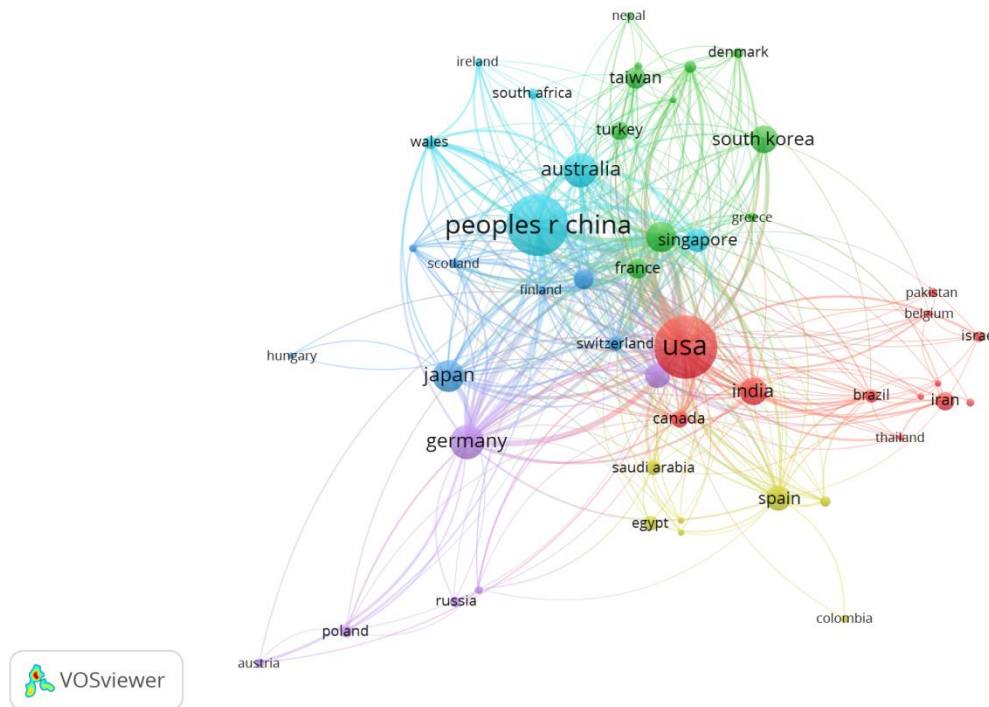 nepal
denmark
ireland
taiwan
south africa
turkey
south korea
wales
australia
peoples r china
greece
singapore
scotland
france
finland
pakistan
belgium
israe
usa
switzerland
hungary
japan
india
brazil
iran
canada
thailand
germany
saudi arabia
spain
egypt
russia
colombia
poland
austria
VOSviewer